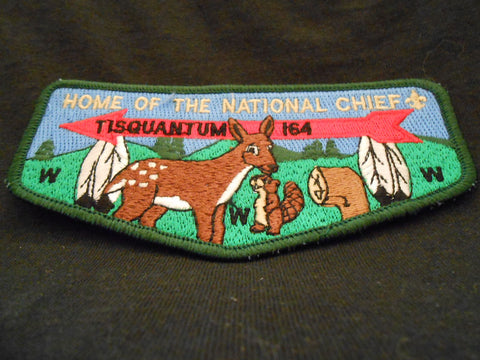 HOME OF THE NATIONAL CHIEF
TISQUANTUM 164
W W W